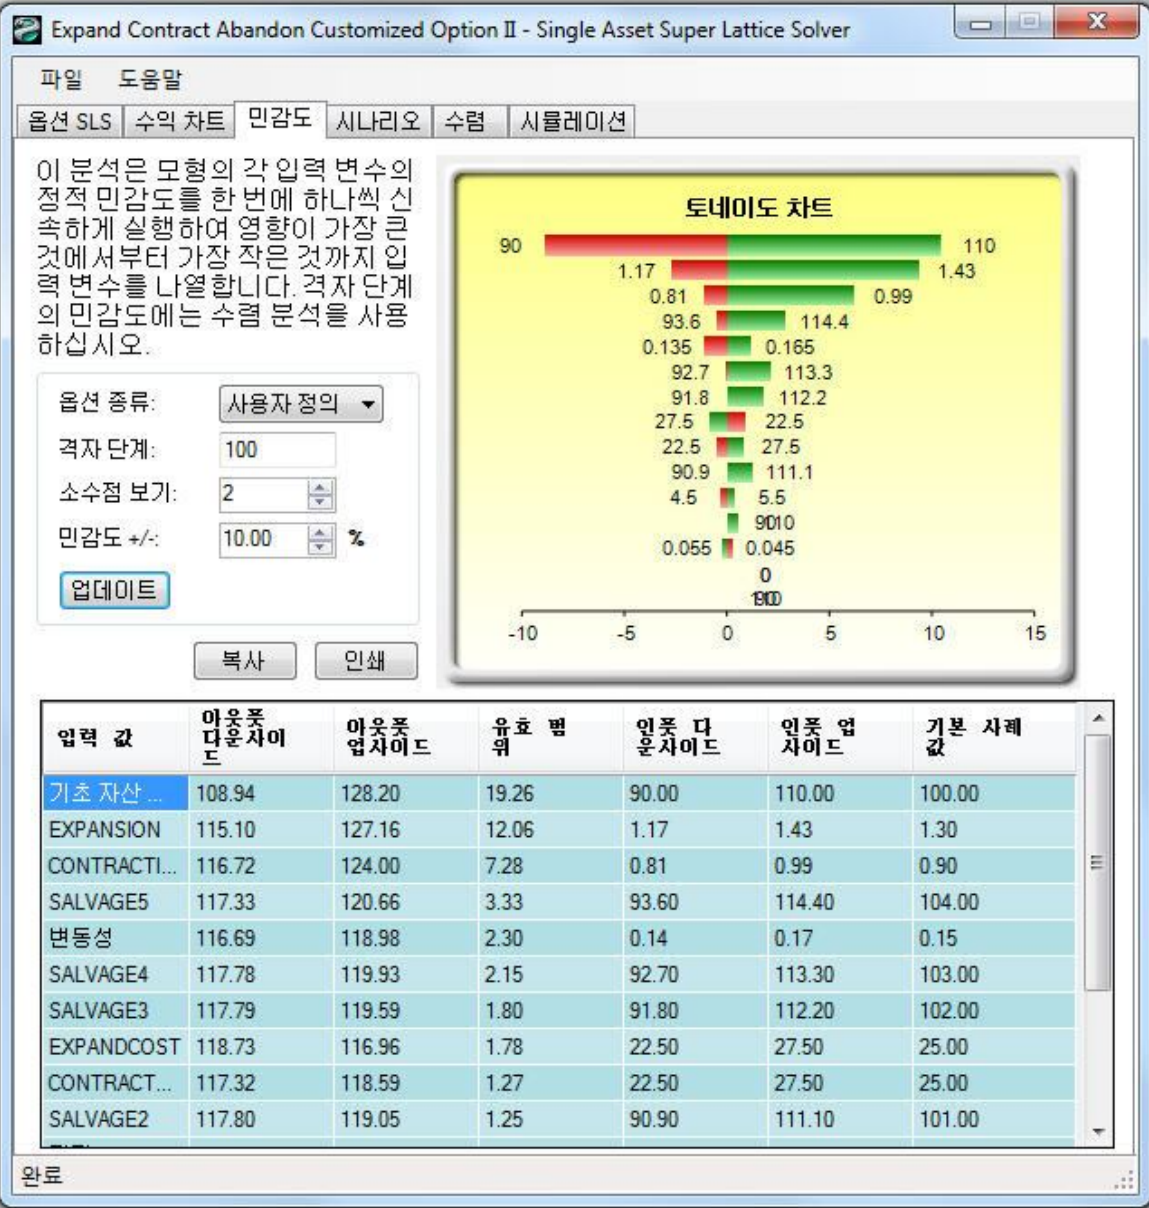 Expand Contract Abandon Customized Option II - Single Asset Super Lattice Solver
파일 도움말
옵션 SLS 수익 차트 민감도 시나리오 수렴 시뮬레이션
이 분석은 모형의 각 입력 변수의
정적 민감도를 한 번에 하나씩 신
속하게 실행하여 영향이 가장 큰
것에서부터 가장 작은 것까지 입
력 변수를 나열합니다. 격자 단계
의 민감도에는 수렴 분석을 사용
하십시오.
옵션 종류: 사용자 정의
격자 단계: 100
소수점 보기: 2
민감도 +/-: 10.00 %
업데이트
복사 인쇄
토네이도 차트
90 110
1.17 1.43
0.81 0.99
93.6 114.4
0.135 0.165
92.7 113.3
91.8 112.2
27.5 22.5
22.5 27.5
90.9 111.1
4.5 5.5
0.055 0.045
0
-10 -5 0 5 10 15
입력 값 아웃풋 다운사이드 아웃풋 업사이드 유효 범위 인풋 다운사이드 인풋 업사이드 기본 사례 값
기초 자산 ... 108.94 128.20 19.26 90.00 110.00 100.00
EXPANSION 115.10 127.16 12.06 1.17 1.43 1.30
CONTRACTI... 116.72 124.00 7.28 0.81 0.99 0.90
SALVAGE5 117.33 120.66 3.33 93.60 114.40 104.00
변동성 116.69 118.98 2.30 0.14 0.17 0.15
SALVAGE4 117.78 119.93 2.15 92.70 113.30 103.00
SALVAGE3 117.79 119.59 1.80 91.80 112.20 102.00
EXPANDCOST 118.73 116.96 1.78 22.50 27.50 25.00
CONTRACT... 117.32 118.59 1.27 22.50 27.50 25.00
SALVAGE2 117.80 119.05 1.25 90.90 111.10 101.00
완료